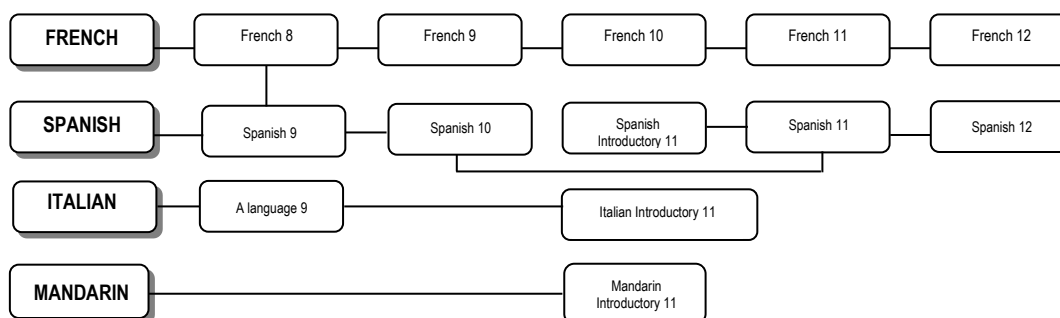 FRENCH
French 8
French 9
French 10
French 11
French 12
SPANISH
Spanish 9
Spanish 10
Spanish
Introductory 11
Spanish 11
Spanish 12
ITALIAN
A language 9
Italian Introductory 11
MANDARIN
Mandarin
Introductory 11